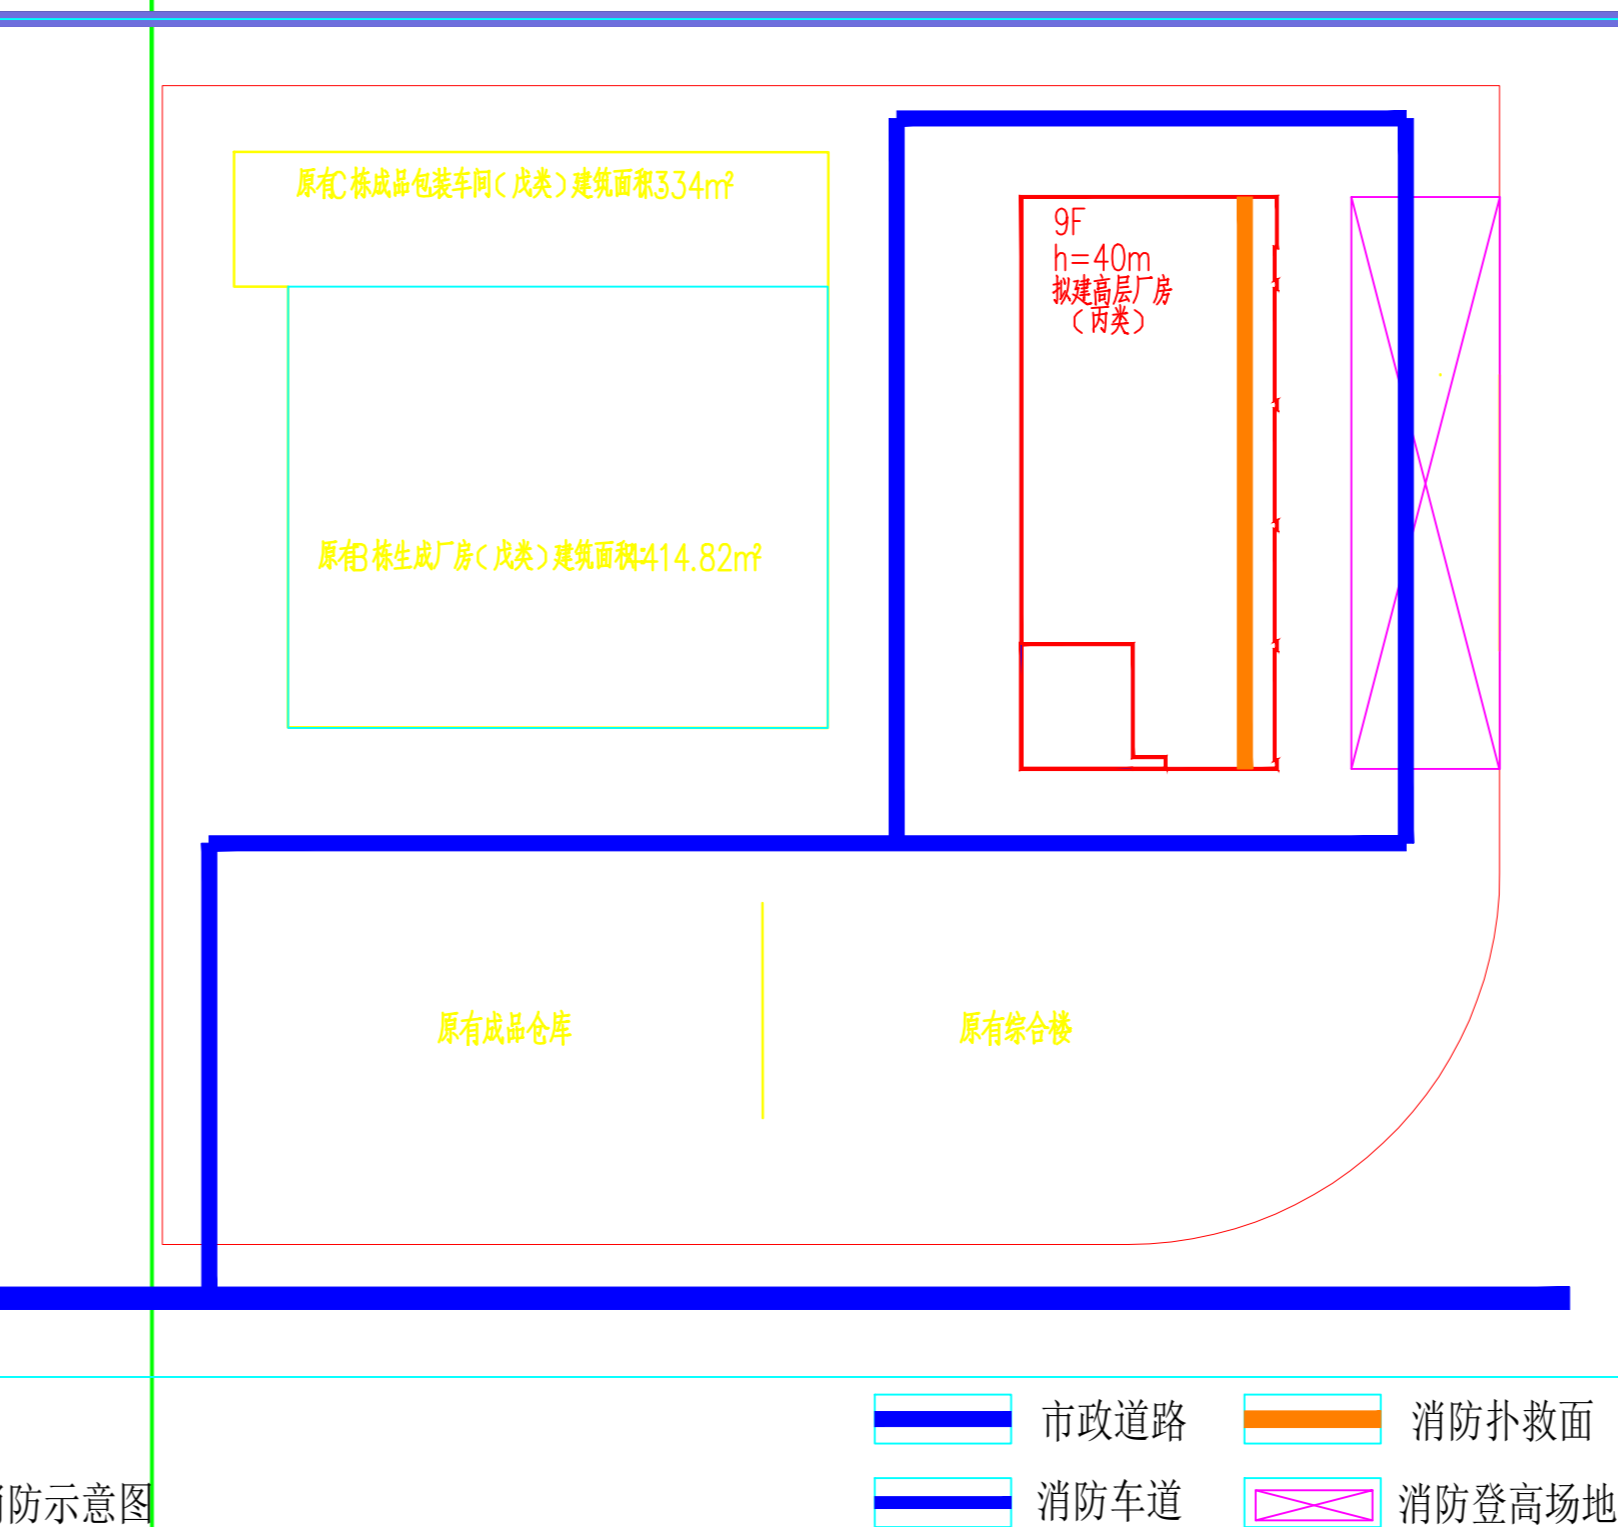 原有C栋成品包装车间(戊类)建筑面积334m²
9F
h=40m
拟建高层厂房
(丙类)
原有B栋生成厂房(戊类)建筑面积:414.82m²
原有成品仓库
原有综合楼
市政道路
消防扑救面
消防车道
消防登高场地
消防示意图